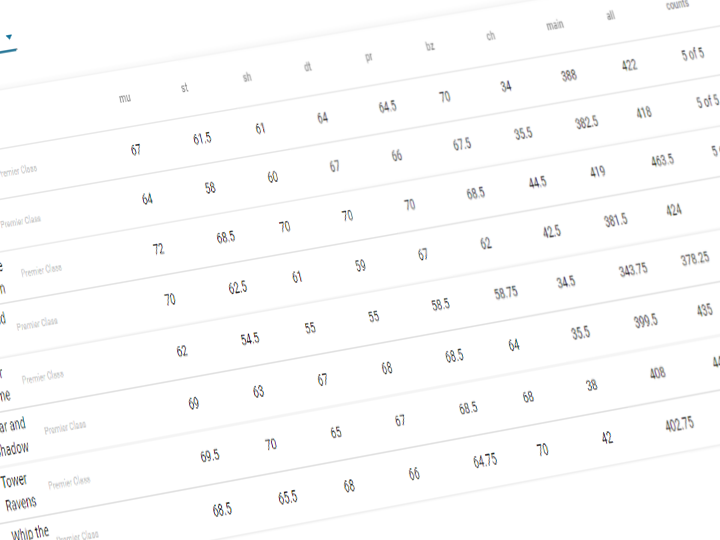 mu st sh dt pr bz ch main all counts
remier Class 67 61.5 61 64 64.5 70 34 388 422 5 of 5
Premier Class 64 58 60 67 66 67.5 35.5 382.5 418 5 of 5
e
n Premier Class 72 68.5 70 70 70 68.5 44.5 419 463.5 5
d Premier Class 70 62.5 61 59 67 62 42.5 381.5 424
r
me Premier Class 62 54.5 55 55 58.5 58.75 34.5 343.75 378.25
ar and
hadow Premier Class 69 63 67 68 68.5 64 35.5 399.5 435
Tower
Ravens Premier Class 69.5 70 65 67 68.5 68 38 408 44
Whip the Premier Class 68.5 65.5 68 66 64.75 70 42 402.75